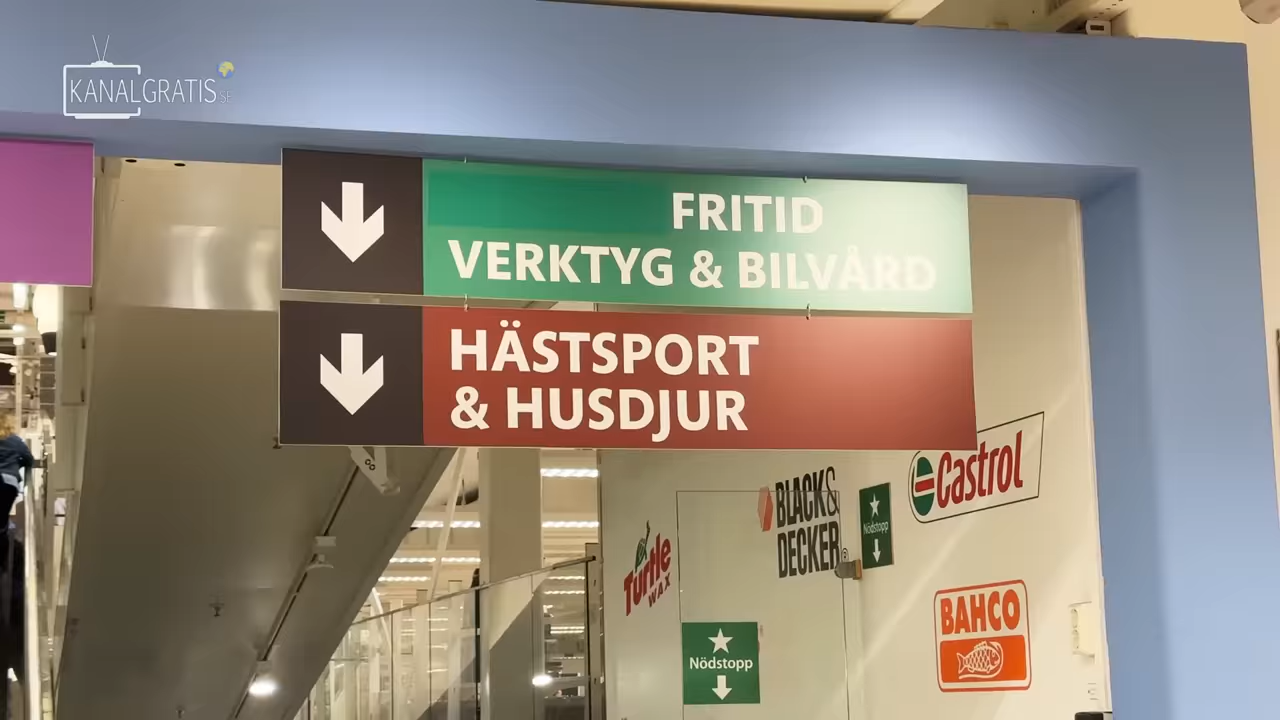 KANALGRATIS.SE
FRITID
VERKTYG & BILVÅRD
HÄSTSPORT
& HUSDJUR
Castrol
BLACK&
DECKER®
Nödstopp
Turtle
WAX
BAHCO
Nödstopp